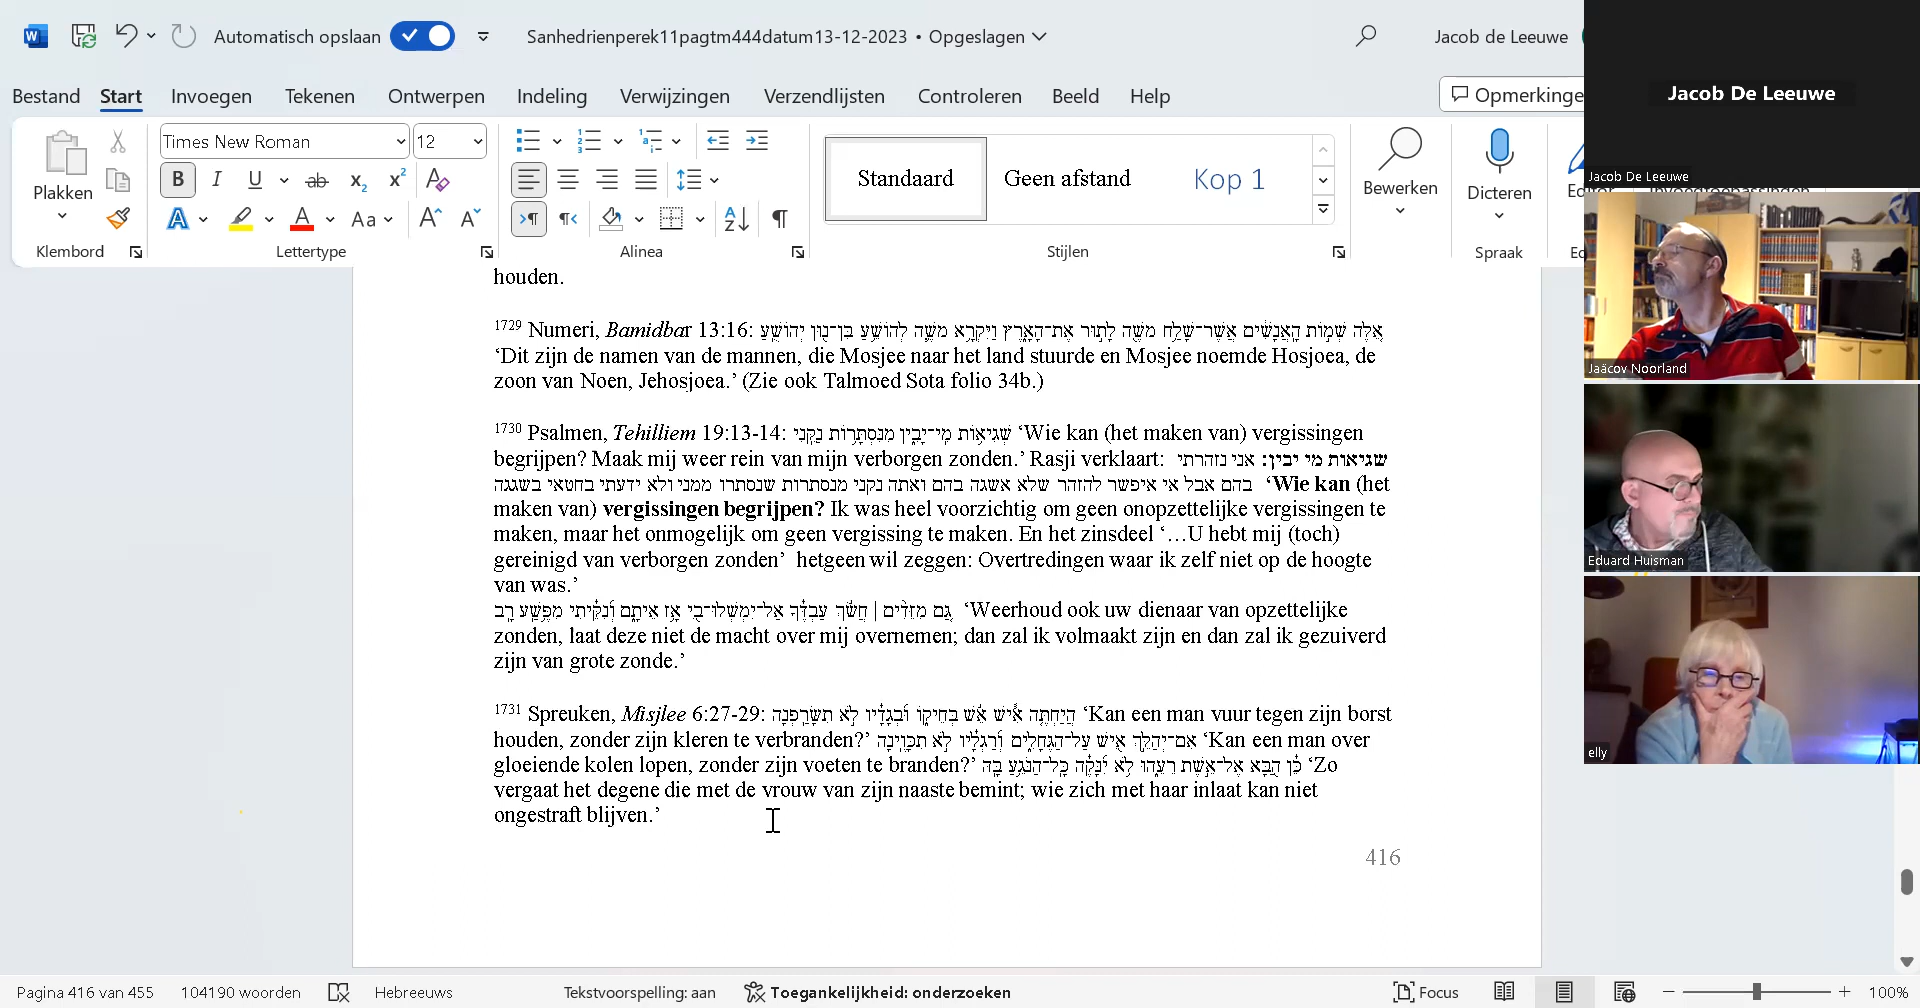 Automatisch opslaan
Sanhedrienperek11pagtm444datum13-12-2023 • Opgeslagen
Jacob de Leeuwe
Bestand Start Invoegen Tekenen Ontwerpen Indeling Verwijzingen Verzendlijsten Controleren Beeld Help
Opmerkinge
Plakken
Klembord
Times New Roman 12
Lettertype
Alinea
Standaard Geen afstand Kop 1
Stijlen
Bewerken
Dicteren
Spraak
houden.
1729 Numeri, Bamidbar 13:16: אֵלֶּה שְׁמוֹת הָאֲנָשִׁים אֲשֶׁר־שָׁלַח מֹשֶׁה לָתוּר אֶת־הָאָרֶץ וַיִּקְרָא מֹשֶׁה לְהוֹשֵׁעַ בִּן־נוּן יְהוֹשֻׁעַ
‘Dit zijn de namen van de mannen, die Mosjee naar het land stuurde en Mosjee noemde Hosjoea, de
zoon van Noen, Jehosjoea.’ (Zie ook Talmoed Sota folio 34b.)
1730 Psalmen, Tehilliem 19:13-14: שְׁגִיאוֹת מִי־יָבִין מִנִּסְתָּרוֹת נַקֵּנִי ‘Wie kan (het maken van) vergissingen
begrijpen? Maak mij weer rein van mijn verborgen zonden.’ Rasji verklaart: שגיאות מי יבין: אני נזהרתי
בהם אבל אי איפשר להזהר שלא אשגה בהם ואתה נקני מנסתרות שנסתרו ממני ולא ידעתי בחטאי בשגגה ‘Wie kan (het
maken van) vergissingen begrijpen? Ik was heel voorzichtig om geen onopzettelijke vergissingen te
maken, maar het onmogelijk om geen vergissing te maken. En het zinsdeel ‘…U hebt mij (toch)
gereinigd van verborgen zonden’ hetgeen wil zeggen: Overtredingen waar ik zelf niet op de hoogte
van was.’
גַּם מִזֵּדִים | חֲשֹׂךְ עַבְדֶּךָ אַל־יִמְשְׁלוּ־בִי אָז אֵיתָם וְנִקֵּיתִי מִפֶּשַׁע רָב ‘Weerhoud ook uw dienaar van opzettelijke
zonden, laat deze niet de macht over mij overnemen; dan zal ik volmaakt zijn en dan zal ik gezuiverd
zijn van grote zonde.’
1731 Spreuken, Misjlee 6:27-29: הֲיַחְתֶּה אִישׁ אֵשׁ בְּחֵיקוֹ וּבְגָדָיו לֹא תִשָּׂרַפְנָה ‘Kan een man vuur tegen zijn borst
houden, zonder zijn kleren te verbranden?’ אִם־יְהַלֵּךְ אִישׁ עַל־הַגֶּחָלִים וְרַגְלָיו לֹא תִכָּוֶינָה ‘Kan een man over
gloeiende kolen lopen, zonder zijn voeten te branden?’ כֵּן הַבָּא אֶל־אֵשֶׁת רֵעֵהוּ לֹא יִנָּקֶה כָּל־הַנֹּגֵעַ בָּהּ ‘Zo
vergaat het degene die met de vrouw van zijn naaste bemint; wie zich met haar inlaat kan niet
ongestraft blijven.’
416
Jacob De Leeuwe
Jacob De Leeuwe
Jaäcov Noorland
Eduard Huisman
elly
Pagina 416 van 455 104190 woorden Hebreeuws Tekstvoorspelling: aan Toegankelijkheid: onderzoeken Focus 100%